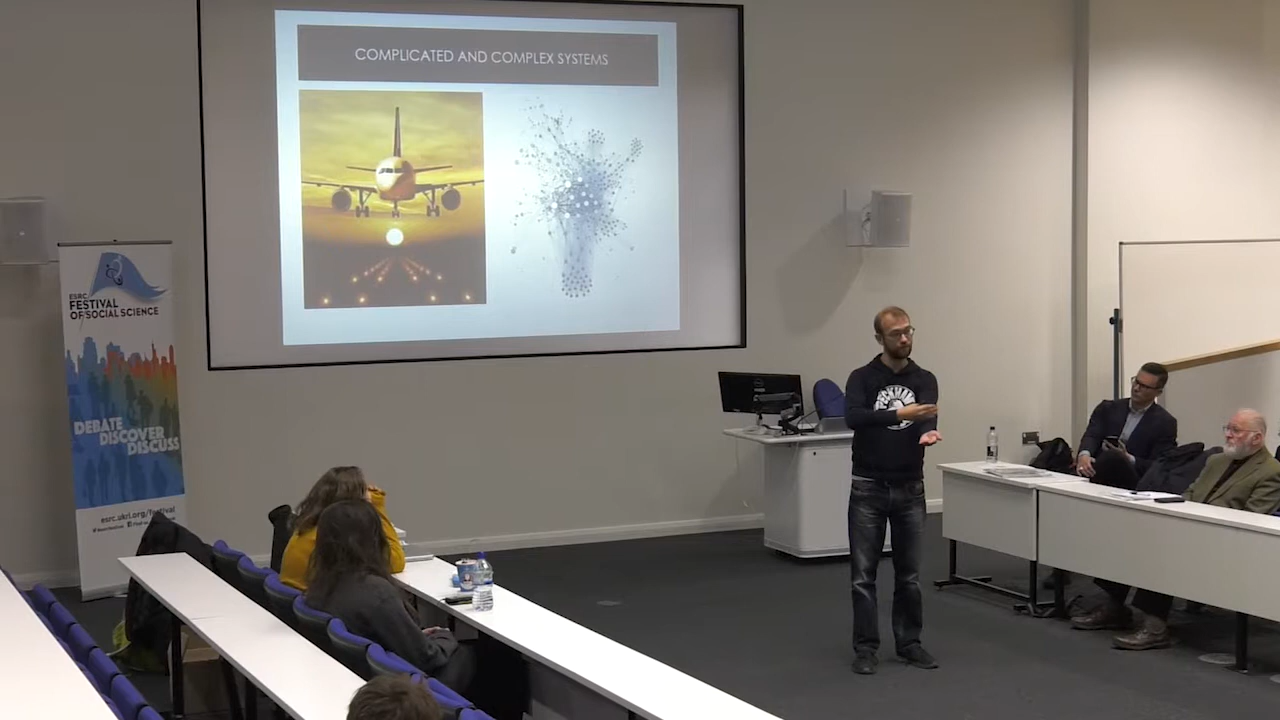 COMPLICATED AND COMPLEX SYSTEMS
ESRC
FESTIVAL
OF SOCIAL SCIENCE
DEBATE
DISCOVER
DISCUSS
esrc.ukri.org/festival